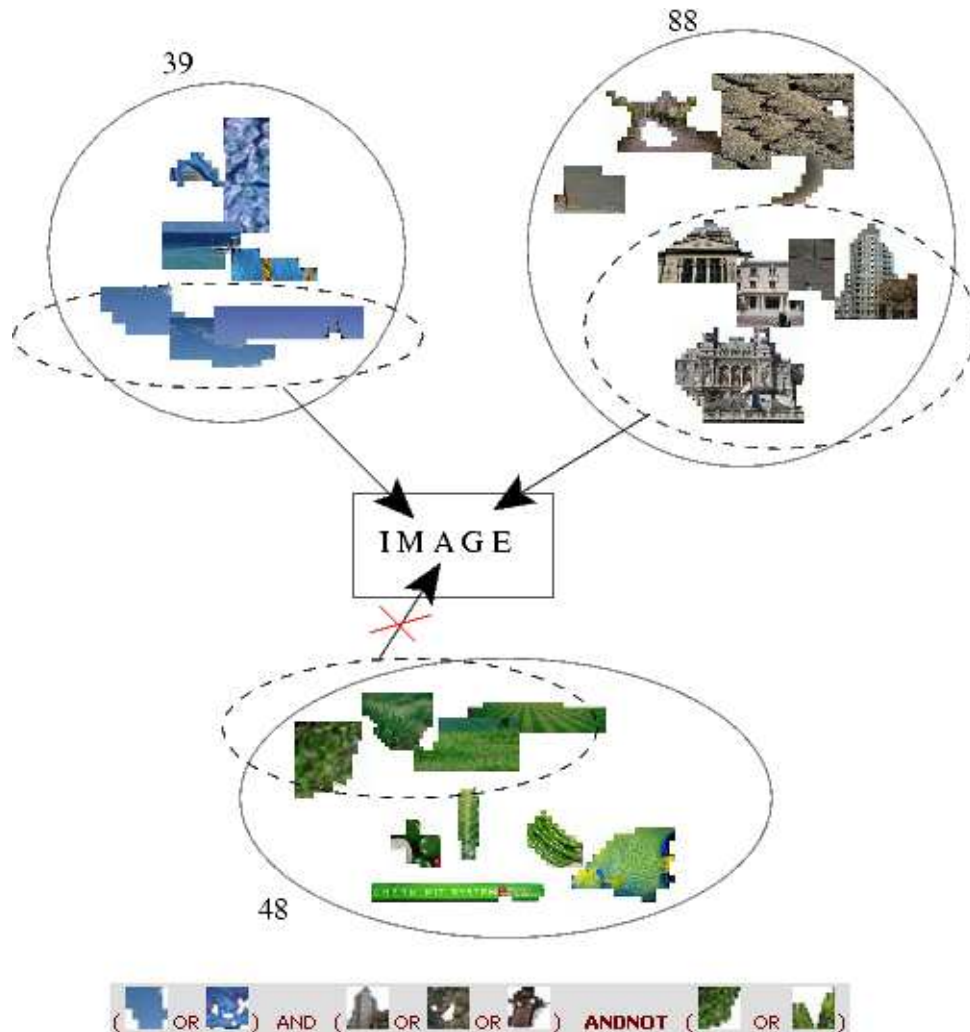 88
39
IMAGE
48
( OR ) AND ( OR OR ) ANDNOT ( OR )